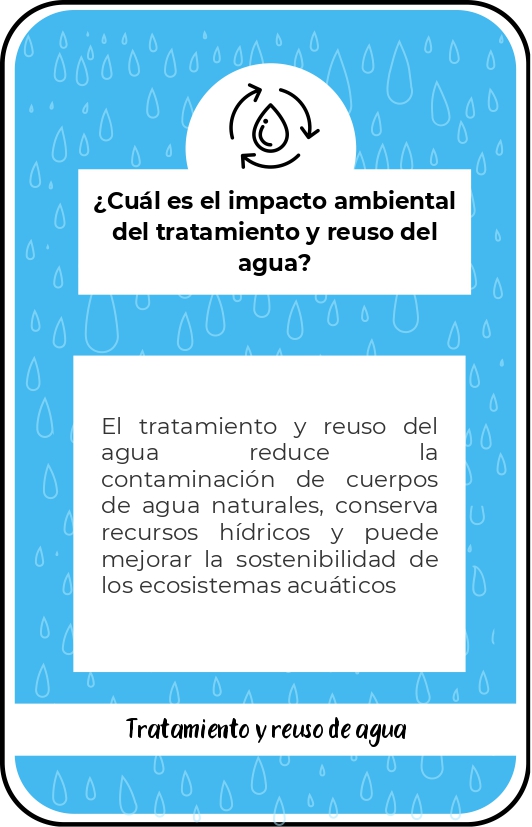 ¿Cuál es el impacto ambiental
del tratamiento y reuso del
agua?
El tratamiento y reuso del
agua reduce la
contaminación de cuerpos
de agua naturales, conserva
recursos hídricos y puede
mejorar la sostenibilidad de
los ecosistemas acuáticos
Tratamiento y reuso de agua